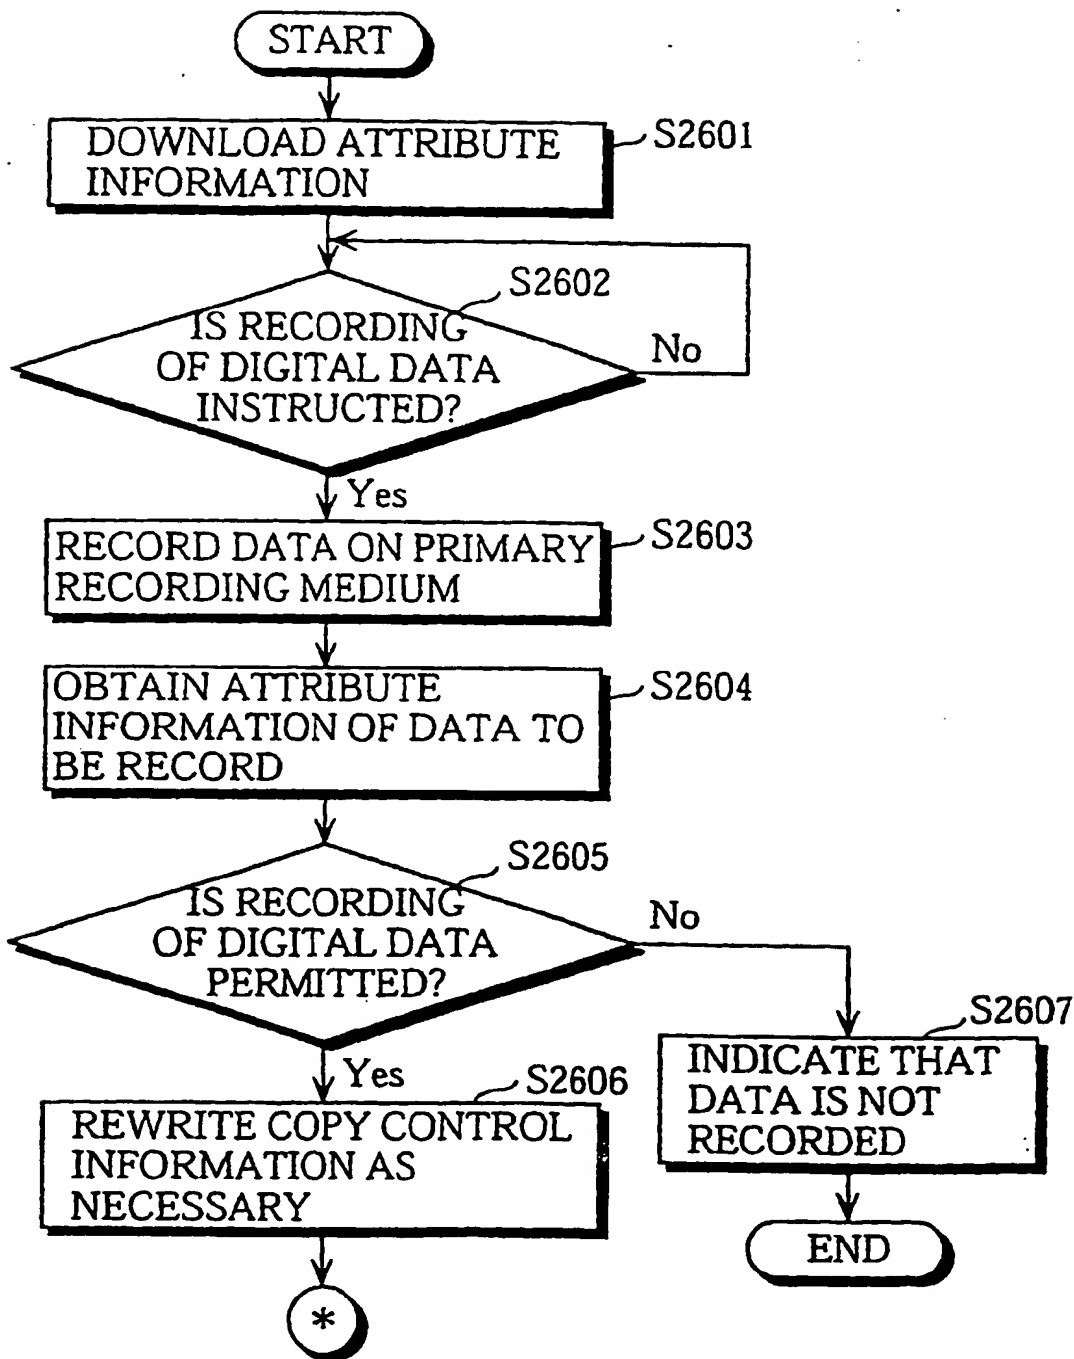 START
DOWNLOAD ATTRIBUTE
INFORMATION
S2601
S2602
IS RECORDING
OF DIGITAL DATA
INSTRUCTED?
No
Yes
RECORD DATA ON PRIMARY
RECORDING MEDIUM
S2603
OBTAIN ATTRIBUTE
INFORMATION OF DATA TO
BE RECORD
S2604
S2605
IS RECORDING
OF DIGITAL DATA
PERMITTED?
No
Yes
S2606
REWRITE COPY CONTROL
INFORMATION AS
NECESSARY
*
S2607
INDICATE THAT
DATA IS NOT
RECORDED
END